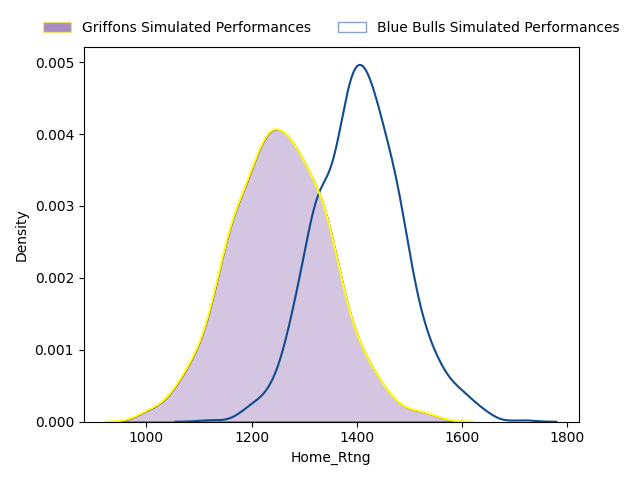 Griffons Simulated Performances
Blue Bulls Simulated Performances
0.005
0.004
0.003
0.002
0.001
0.000
Density
1000
1200
1400
1600
1800
Home_Rtng